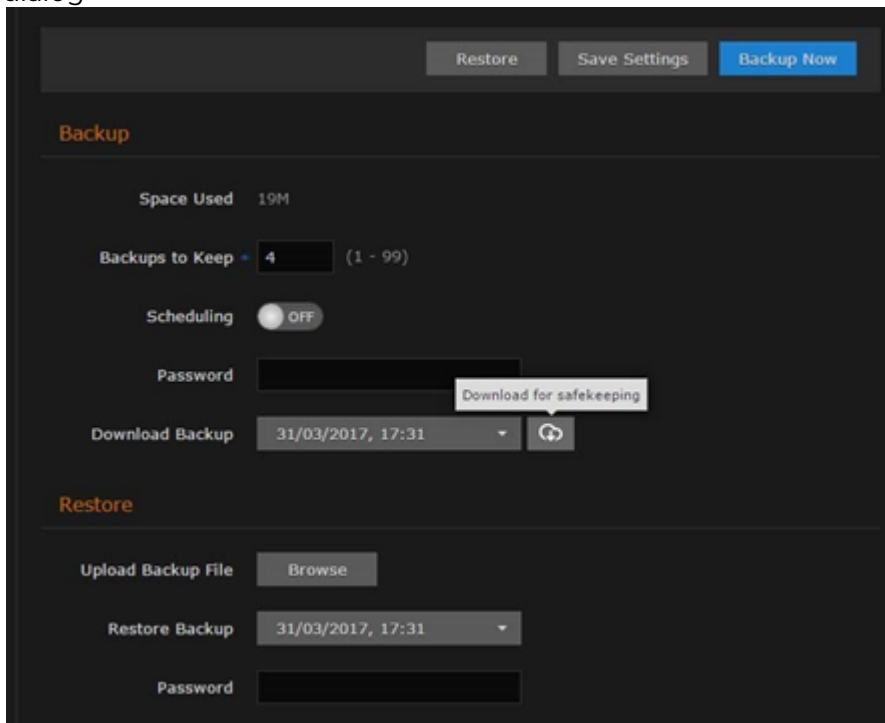 dialog
Restore Save Settings Backup Now
Backup
Space Used 19M
Backups to Keep 4 (1 - 99)
Scheduling OFF
Password
Download for safekeeping
Download Backup 31/03/2017, 17:31
Restore
Upload Backup File Browse
Restore Backup 31/03/2017, 17:31
Password